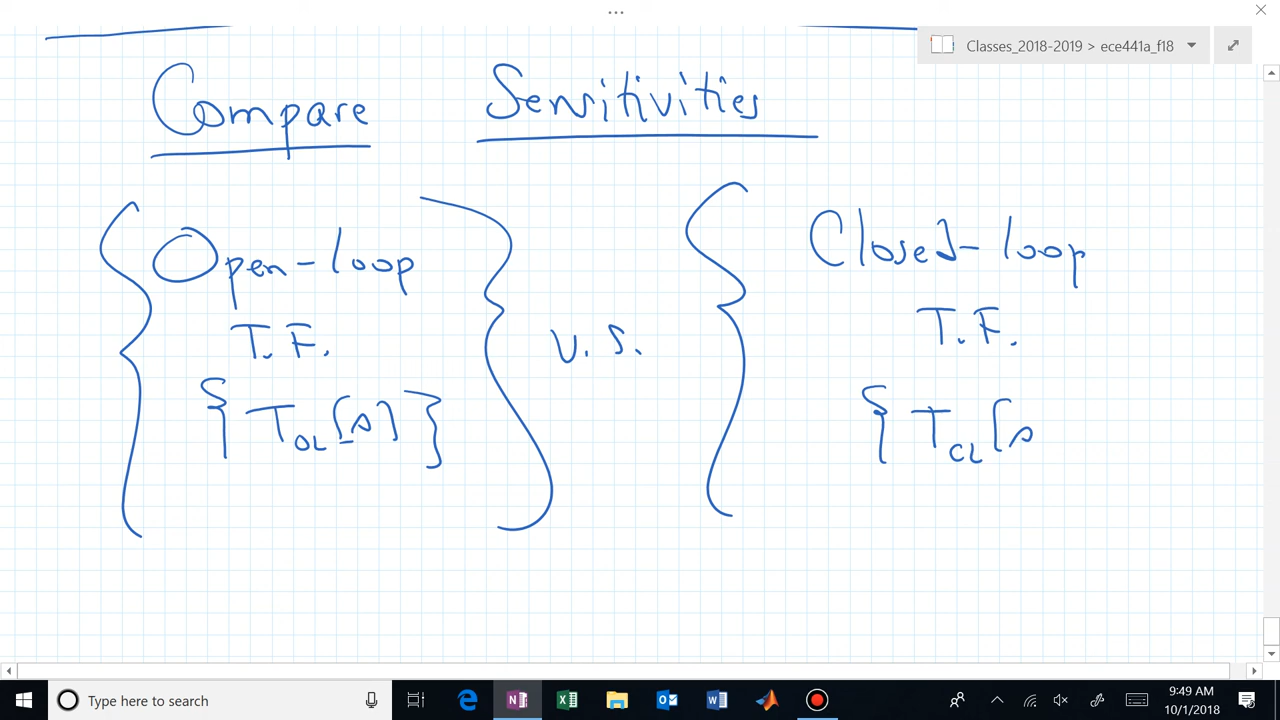 Classes_2018-2019 > ece441a_f18
Compare Sensitivities
{ Open-loop } v.s. { Closed-loop
T.F. T.F.
{ T_OL[s] } { T_CL[s
Type here to search
9:49 AM
10/1/2018